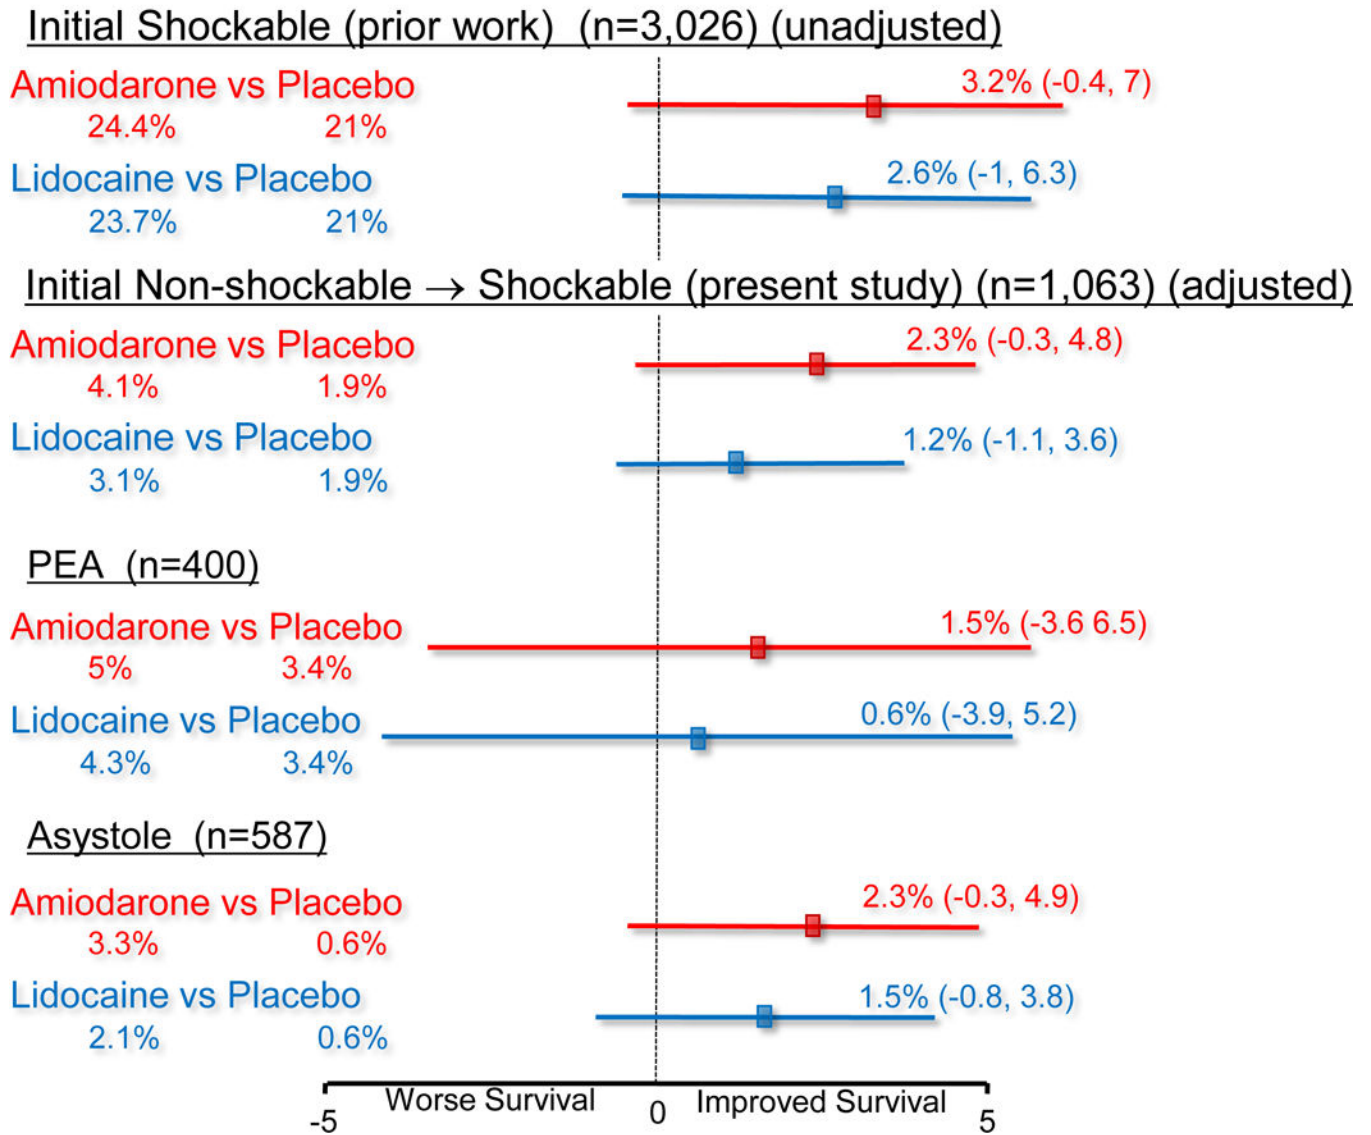 Initial Shockable (prior work) (n=3,026) (unadjusted)
Amiodarone vs Placebo 3.2% (-0.4, 7)
24.4% 21%
Lidocaine vs Placebo 2.6% (-1, 6.3)
23.7% 21%
Initial Non-shockable → Shockable (present study) (n=1,063) (adjusted)
Amiodarone vs Placebo 2.3% (-0.3, 4.8)
4.1% 1.9%
Lidocaine vs Placebo 1.2% (-1.1, 3.6)
3.1% 1.9%
PEA (n=400)
Amiodarone vs Placebo 1.5% (-3.6 6.5)
5% 3.4%
Lidocaine vs Placebo 0.6% (-3.9, 5.2)
4.3% 3.4%
Asystole (n=587)
Amiodarone vs Placebo 2.3% (-0.3, 4.9)
3.3% 0.6%
Lidocaine vs Placebo 1.5% (-0.8, 3.8)
2.1% 0.6%
Worse Survival Improved Survival
-5 0 5